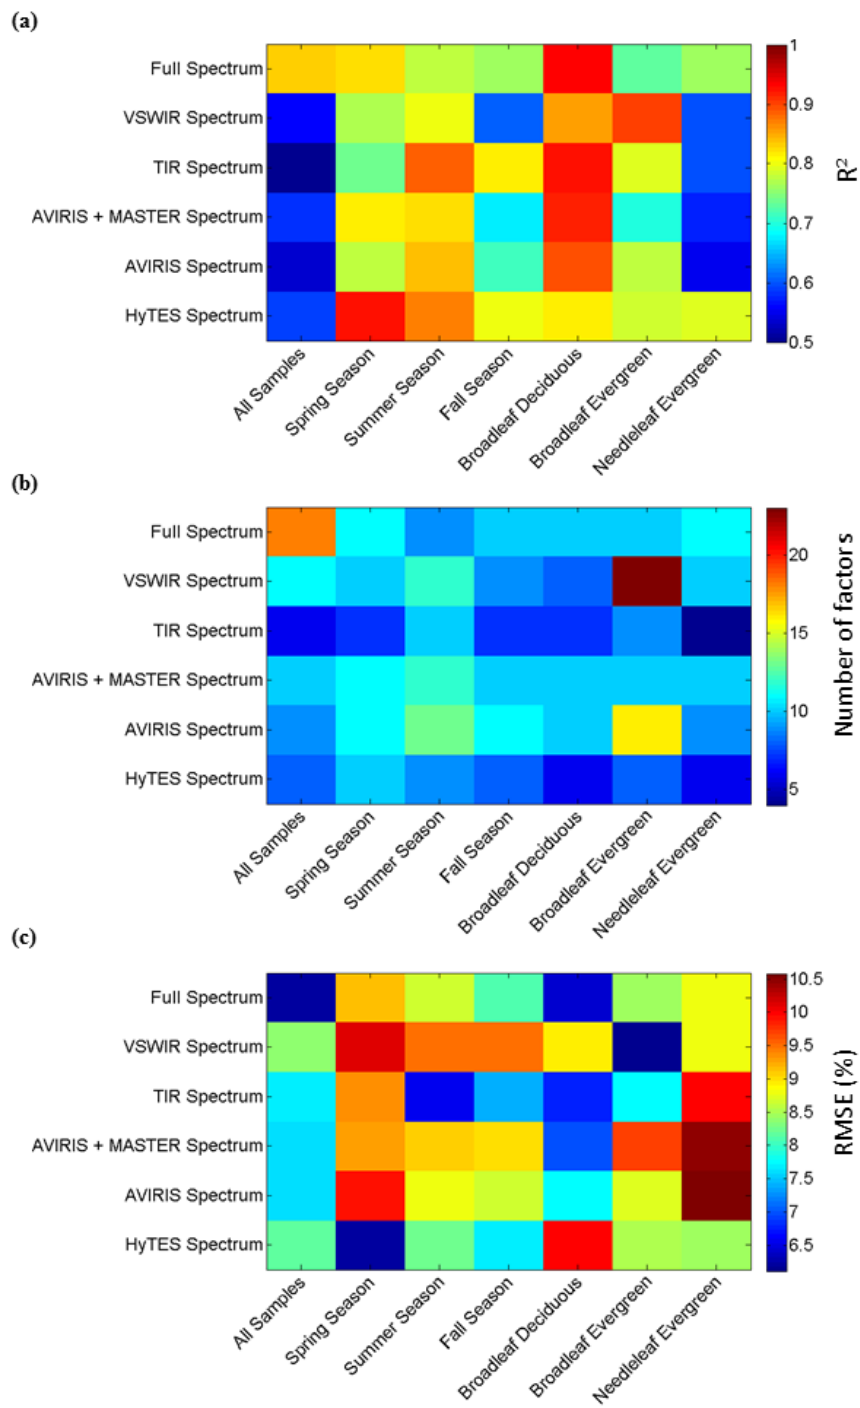 (a)
Full Spectrum
VSWIR Spectrum
TIR Spectrum
AVIRIS + MASTER Spectrum
AVIRIS Spectrum
HyTES Spectrum
All Samples
Spring Season
Summer Season
Fall Season
Broadleaf Deciduous
Broadleaf Evergreen
Needleleaf Evergreen
1
0.9
0.8
0.7
0.6
0.5
R²
(b)
Full Spectrum
VSWIR Spectrum
TIR Spectrum
AVIRIS + MASTER Spectrum
AVIRIS Spectrum
HyTES Spectrum
All Samples
Spring Season
Summer Season
Fall Season
Broadleaf Deciduous
Broadleaf Evergreen
Needleleaf Evergreen
20
15
10
5
Number of factors
(c)
Full Spectrum
VSWIR Spectrum
TIR Spectrum
AVIRIS + MASTER Spectrum
AVIRIS Spectrum
HyTES Spectrum
All Samples
Spring Season
Summer Season
Fall Season
Broadleaf Deciduous
Broadleaf Evergreen
Needleleaf Evergreen
10.5
10
9.5
9
8.5
8
7.5
7
6.5
RMSE (%)